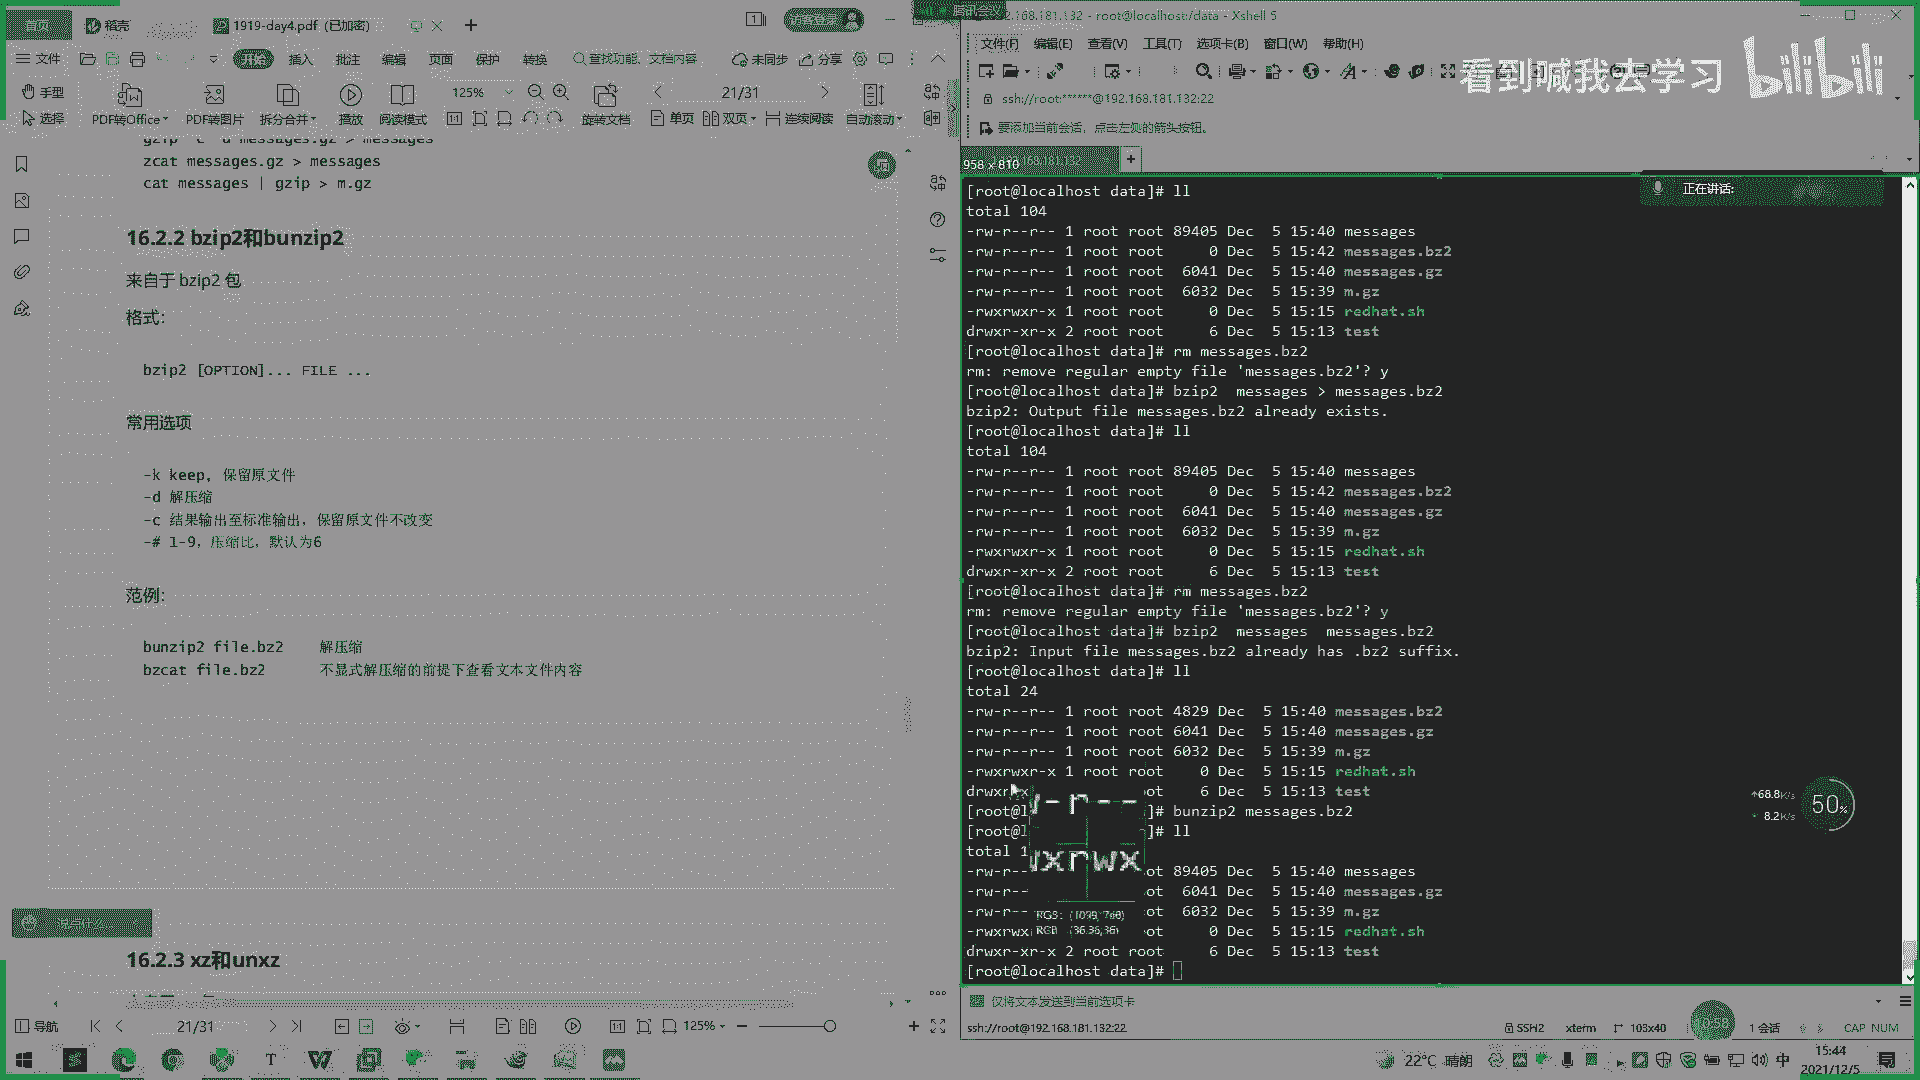 首页
稻壳
1919-day4.pdf (已加密)
访客登录
文件
开始
插入
批注
编辑
页面
保护
转换
查找功能、文档内容
未同步
分享
手型
选择
PDF转Office
PDF转图片
拆分合并
播放
阅读模式
125%
旋转文档
21/31
单页
双页
连续阅读
自动滚动
gzip -c -d messages.gz > messages
zcat messages.gz > messages
cat messages | gzip > m.gz
16.2.2 bzip2和bunzip2
来自于 bzip2 包
格式:
bzip2 [OPTION]... FILE ...
常用选项
-k keep, 保留原文件
-d 解压缩
-c 结果输出至标准输出，保留原文件不改变
-# 1-9，压缩比，默认为6
范例:
bunzip2 file.bz2 解压缩
bzcat file.bz2 不显式解压缩的前提下查看文本文件内容
16.2.3 xz和unxz
导航
21/31
125%
腾讯会议
192.168.181.132 - root@localhost:/data - Xshell 5
文件(F) 编辑(E) 查看(V) 工具(T) 选项卡(B) 窗口(W) 帮助(H)
看到喊我去学习
bilibili
ssh://root:******@192.168.181.132:22
要添加当前会话，点击左侧的箭头按钮。
958 x 810
正在讲话:
[root@localhost data]# ll
total 104
-rw-r--r-- 1 root root 89405 Dec  5 15:40 messages
-rw-r--r-- 1 root root     0 Dec  5 15:42 messages.bz2
-rw-r--r-- 1 root root  6041 Dec  5 15:40 messages.gz
-rw-r--r-- 1 root root  6032 Dec  5 15:39 m.gz
-rwxrwxr-x 1 root root     0 Dec  5 15:15 redhat.sh
drwxr-xr-x 2 root root     6 Dec  5 15:13 test
[root@localhost data]# rm messages.bz2
rm: remove regular empty file 'messages.bz2'? y
[root@localhost data]# bzip2  messages > messages.bz2
bzip2: Output file messages.bz2 already exists.
[root@localhost data]# ll
total 104
-rw-r--r-- 1 root root 89405 Dec  5 15:40 messages
-rw-r--r-- 1 root root     0 Dec  5 15:42 messages.bz2
-rw-r--r-- 1 root root  6041 Dec  5 15:40 messages.gz
-rw-r--r-- 1 root root  6032 Dec  5 15:39 m.gz
-rwxrwxr-x 1 root root     0 Dec  5 15:15 redhat.sh
drwxr-xr-x 2 root root     6 Dec  5 15:13 test
[root@localhost data]# rm messages.bz2
rm: remove regular empty file 'messages.bz2'? y
[root@localhost data]# bzip2  messages  messages.bz2
bzip2: Input file messages.bz2 already has .bz2 suffix.
[root@localhost data]# ll
total 24
-rw-r--r-- 1 root root 4829 Dec  5 15:40 messages.bz2
-rw-r--r-- 1 root root 6041 Dec  5 15:40 messages.gz
-rw-r--r-- 1 root root 6032 Dec  5 15:39 m.gz
-rwxrwxr-x 1 root root    0 Dec  5 15:15 redhat.sh
drwxr-x ot    6 Dec  5 15:13 test
[root@l ]# bunzip2 messages.bz2
[root@l ]# ll
total 1
-rw-r-- ot 89405 Dec  5 15:40 messages
-rw-r-- ot  6041 Dec  5 15:40 messages.gz
-rw-r-- ot  6032 Dec  5 15:39 m.gz
-rwxrwx ot     0 Dec  5 15:15 redhat.sh
drwxr-xr-x 2 root root     6 Dec  5 15:13 test
[root@localhost data]#
68.8K/s
8.2K/s
50%
仅将文本发送到当前选项卡
ssh://root@192.168.181.132:22
SSH2
xterm
103x40
1 会话
CAP NUM
22°C 晴朗
中
15:44
2021/12/5